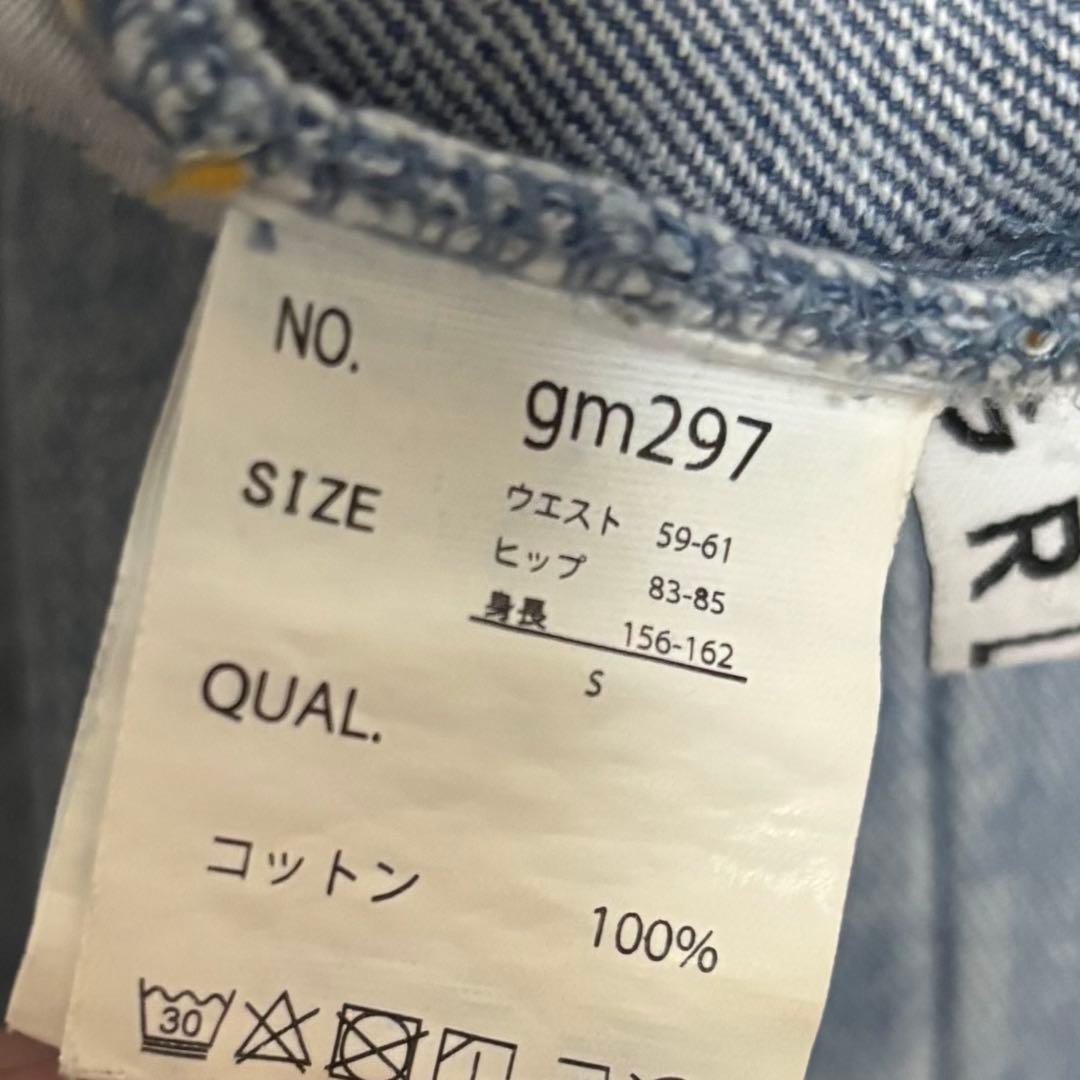 NO.
gm297
SIZE
ウエスト 59-61
ヒップ 83-85
身長 156-162
S
QUAL.
コットン
100%
30
GRL